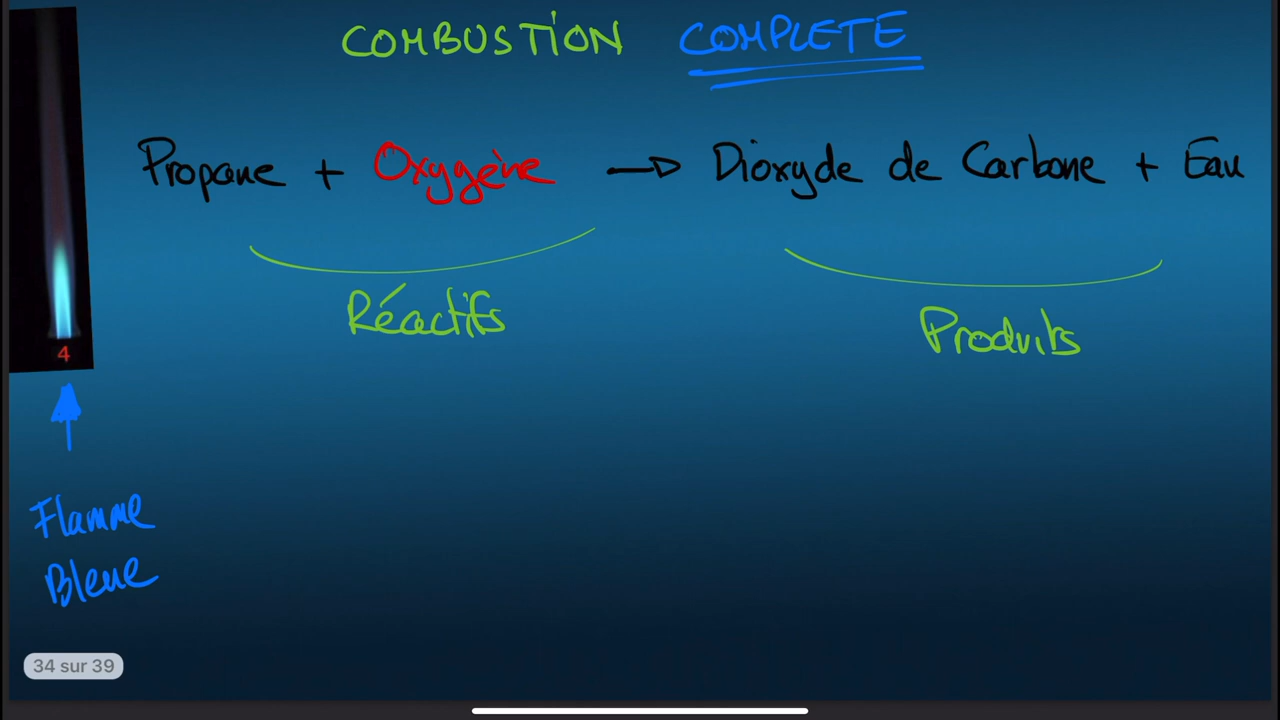 COMBUSTION COMPLETE
Propane + Oxygène → Dioxyde de Carbone + Eau
Réactifs
Produits
4
Flamme
Bleue
34 sur 39